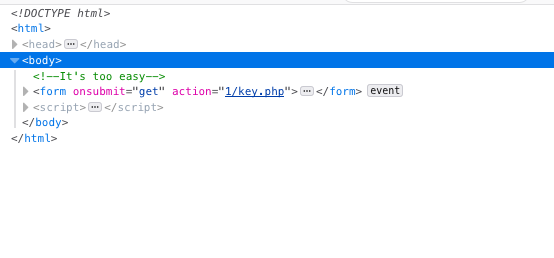 <!DOCTYPE html>
<html>
<head>…</head>
<body>
<!--It's too easy-->
<form onsubmit="get" action="1/key.php">…</form> event
<script>…</script>
</body>
</html>